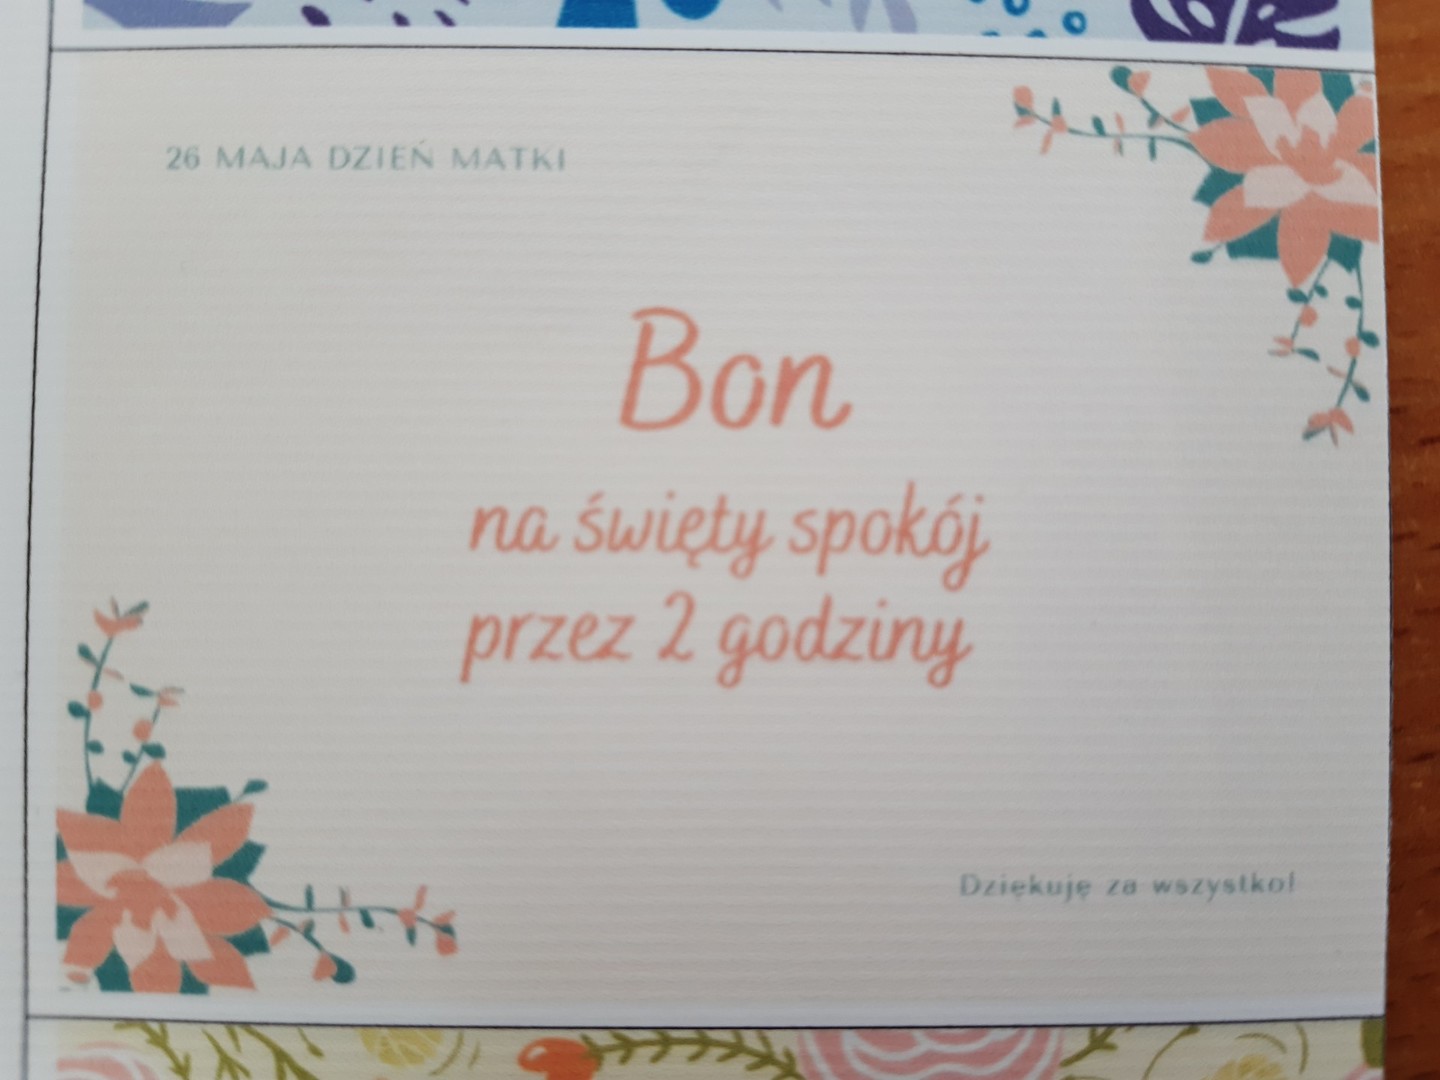 26 MAJA DZIEŃ MATKI
Bon
na święty spokój
przez 2 godziny
Dziękuję za wszystko!